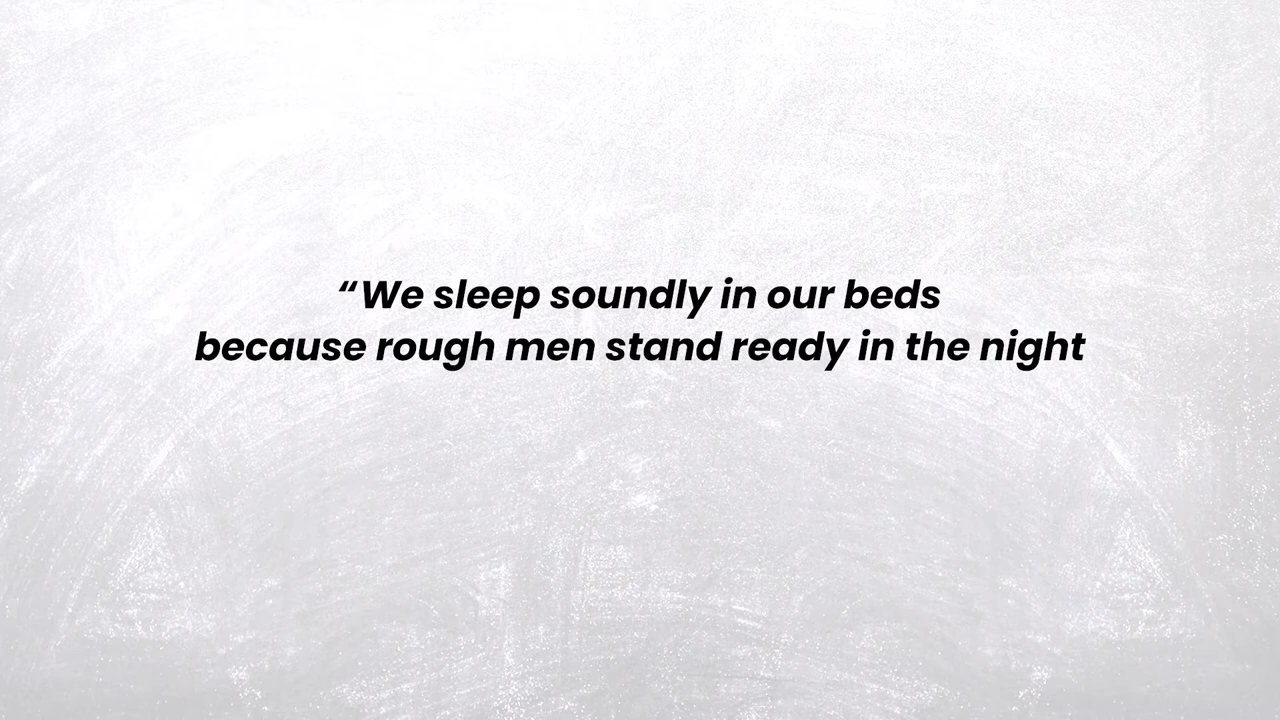 “We sleep soundly in our beds
because rough men stand ready in the night